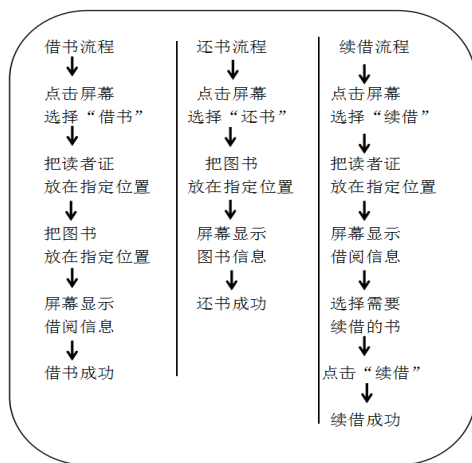 借书流程
点击屏幕
选择“借书”
把读者证
放在指定位置
把图书
放在指定位置
屏幕显示
借阅信息
借书成功
还书流程
点击屏幕
选择“还书”
把图书
放在指定位置
屏幕显示
图书信息
还书成功
续借流程
点击屏幕
选择“续借”
把读者证
放在指定位置
屏幕显示
借阅信息
选择需要
续借的书
点击“续借”
续借成功